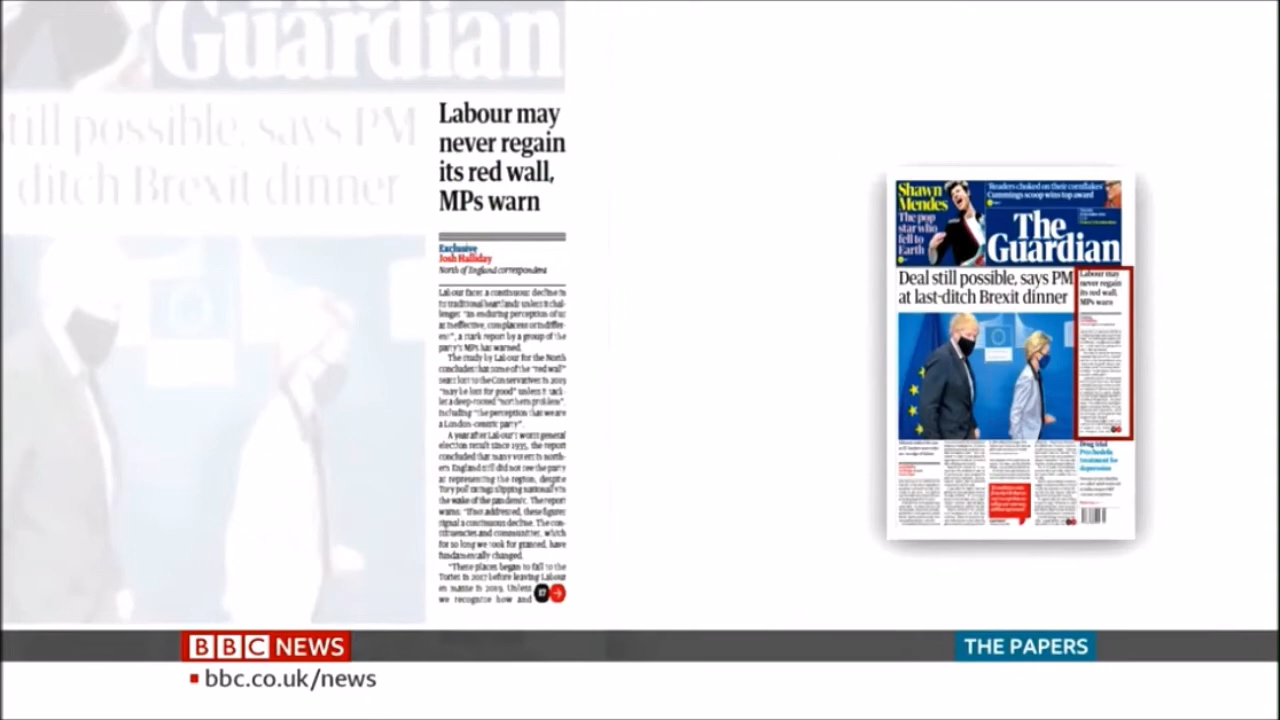 The
Guardian
till possible, says PM
ditch Brexit dinner
Labour may
never regain
its red wall,
MPs warn
Exclusive
Josh Halliday
North of England correspondent
Labour faces a continuous decline in
its traditional heartlands unless it chal-
lenges "an enduring perception of us
as ineffective, complacent or indiffer-
ent", a stark report by a group of the
party's MPs has warned.
The study by Labour for the North
concludes that some of the "red wall"
seats lost to the Conservatives in 2019
"may be lost for good" unless it tack-
les a deep-rooted "northern problem",
including "the perception that we are
a London-centric party".
A year after Labour's worst general
election result since 1935, the report
concluded that many voters in north-
ern England still did not see the party
as representing the region, despite
Tory poll ratings slipping nationally in
the wake of the pandemic. The report
warns: "If not addressed, these figures
signal a continuous decline. The con-
stituencies and communities, which
for so long we took for granted, have
fundamentally changed.
"These places began to fall to the
Tories in 2017 before leaving Labour
en masse in 2019. Unless
we recognise how and
17
Shawn
Mendes
The pop
star who
fell to
Earth
'Readers choked on their cornflakes'
Cummings scoop wins top award
The
Guardian
Deal still possible, says PM
at last-ditch Brexit dinner
Labour may
never regain
its red wall,
MPs warn
Drug trial
Psychedelic
treatment for
depression
BBC NEWS
THE PAPERS
bbc.co.uk/news